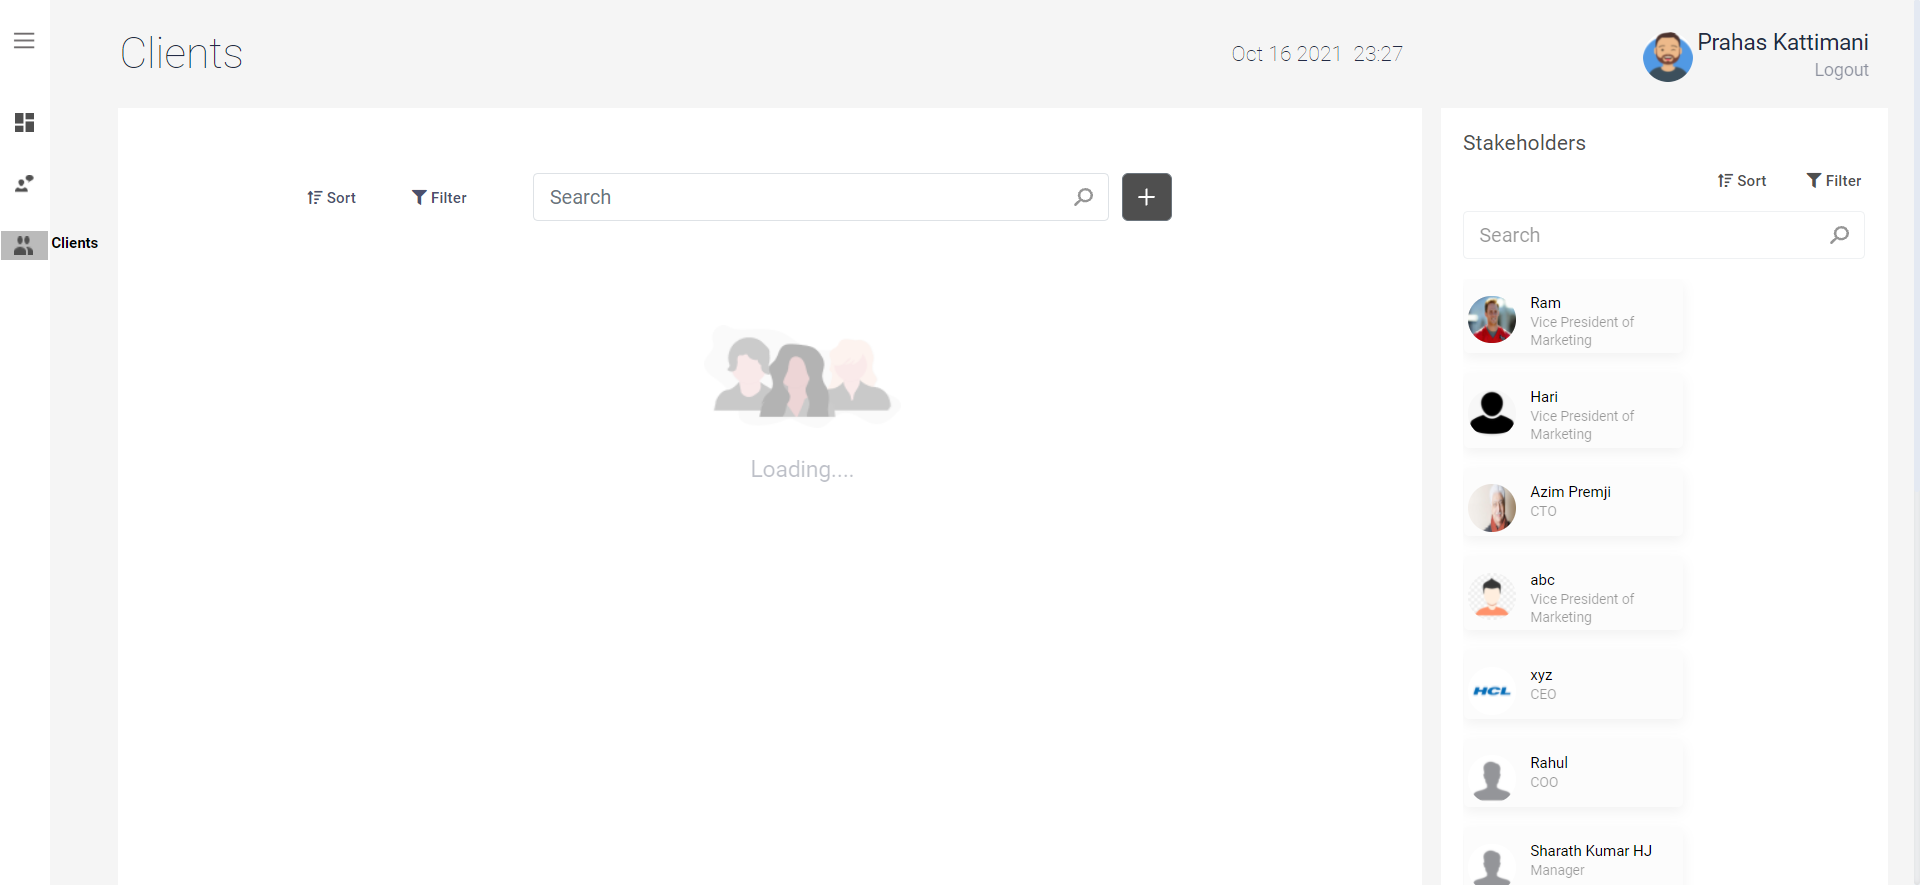 Clients
Oct 16 2021 23:27
Prahas Kattimani
Logout
Clients
Sort
Filter
Search
Loading....
Stakeholders
Sort
Filter
Search
Ram
Vice President of
Marketing
Hari
Vice President of
Marketing
Azim Premji
CTO
abc
Vice President of
Marketing
HCL
xyz
CEO
Rahul
COO
Sharath Kumar HJ
Manager